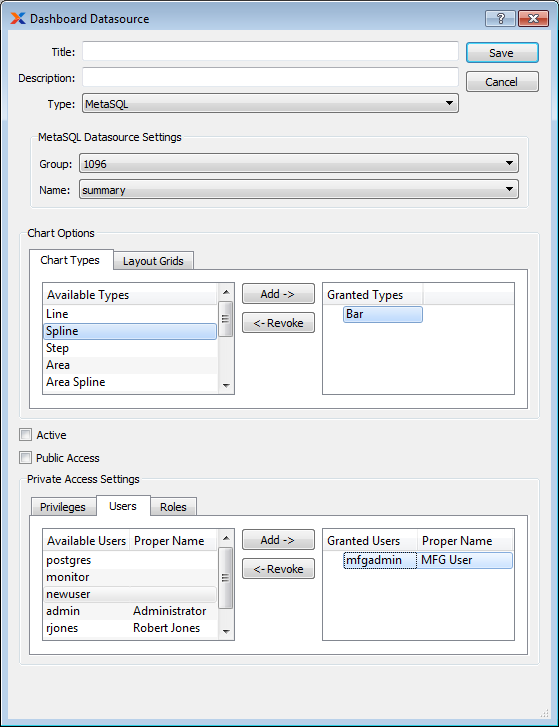 Dashboard Datasource
?
Title:
Save
Description:
Cancel
Type: MetaSQL
MetaSQL Datasource Settings
Group: 1096
Name: summary
Chart Options
Chart Types Layout Grids
Available Types
Line
Spline
Step
Area
Area Spline
Add ->
<- Revoke
Granted Types
Bar
Active
Public Access
Private Access Settings
Privileges Users Roles
Available Users Proper Name
postgres
monitor
newuser
admin Administrator
rjones Robert Jones
Add ->
<- Revoke
Granted Users Proper Name
mfgadmin MFG User